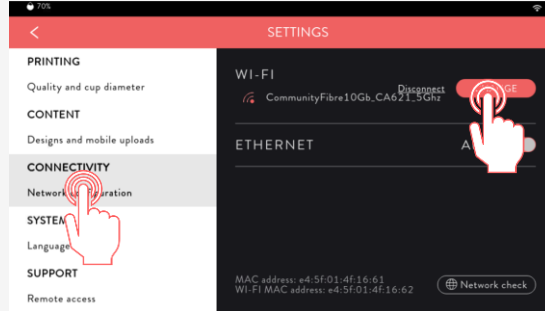 70%
SETTINGS
PRINTING
Quality and cup diameter
CONTENT
Designs and mobile uploads
CONNECTIVITY
Network
SYSTEM
Language
SUPPORT
Remote access
WI-FI
Disconnect
CommunityFibre10Gb_CA621_5Ghz
ETHERNET
MAC address: e4:5f:01:4f:16:61
WI-FI MAC address: e4:5f:01:4f:16:62
Network check